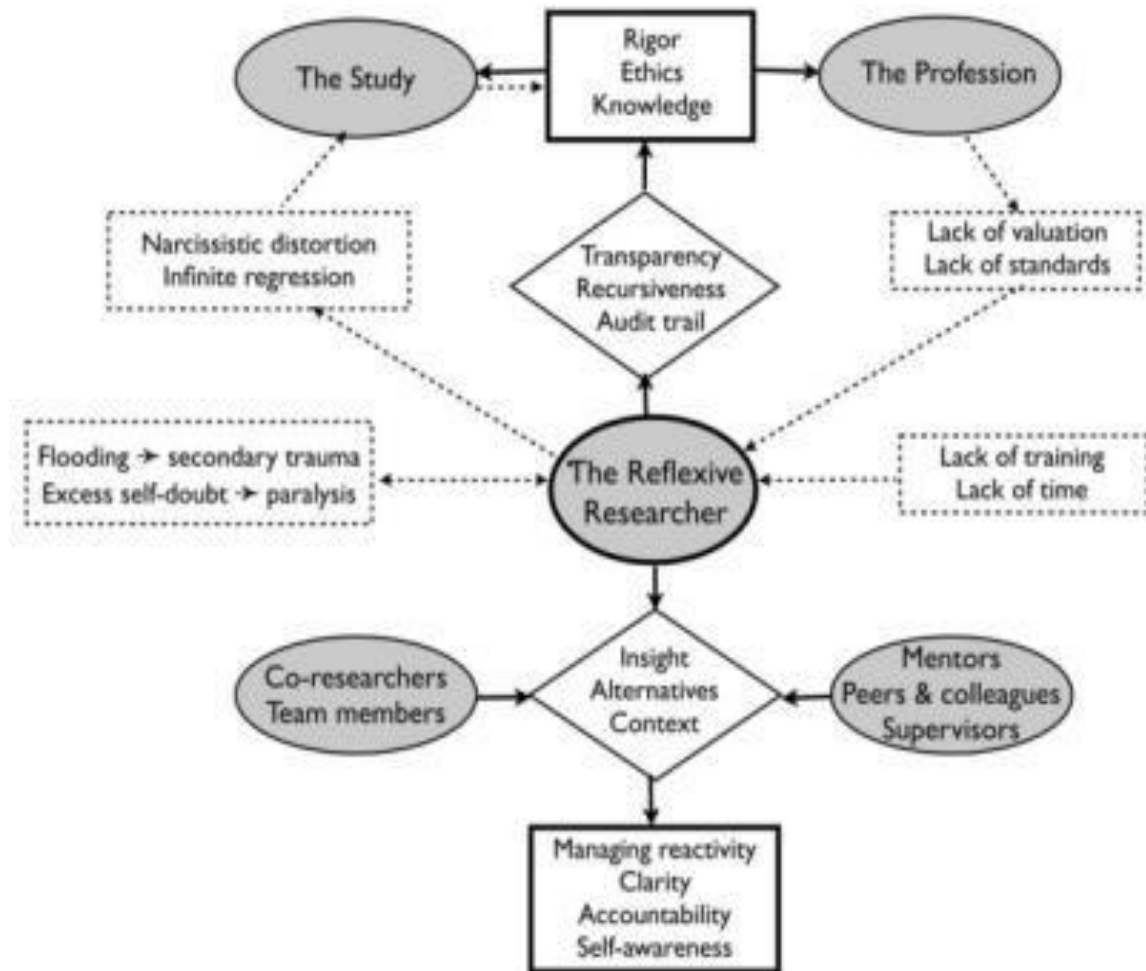 The Study
Rigor
Ethics
Knowledge
The Profession
Narcissistic distortion
Infinite regression
Transparency
Recursiveness
Audit trail
Lack of valuation
Lack of standards
Flooding → secondary trauma
Excess self-doubt → paralysis
The Reflexive
Researcher
Lack of training
Lack of time
Co-researchers
Team members
Insight
Alternatives
Context
Mentors
Peers & colleagues
Supervisors
Managing reactivity
Clarity
Accountability
Self-awareness